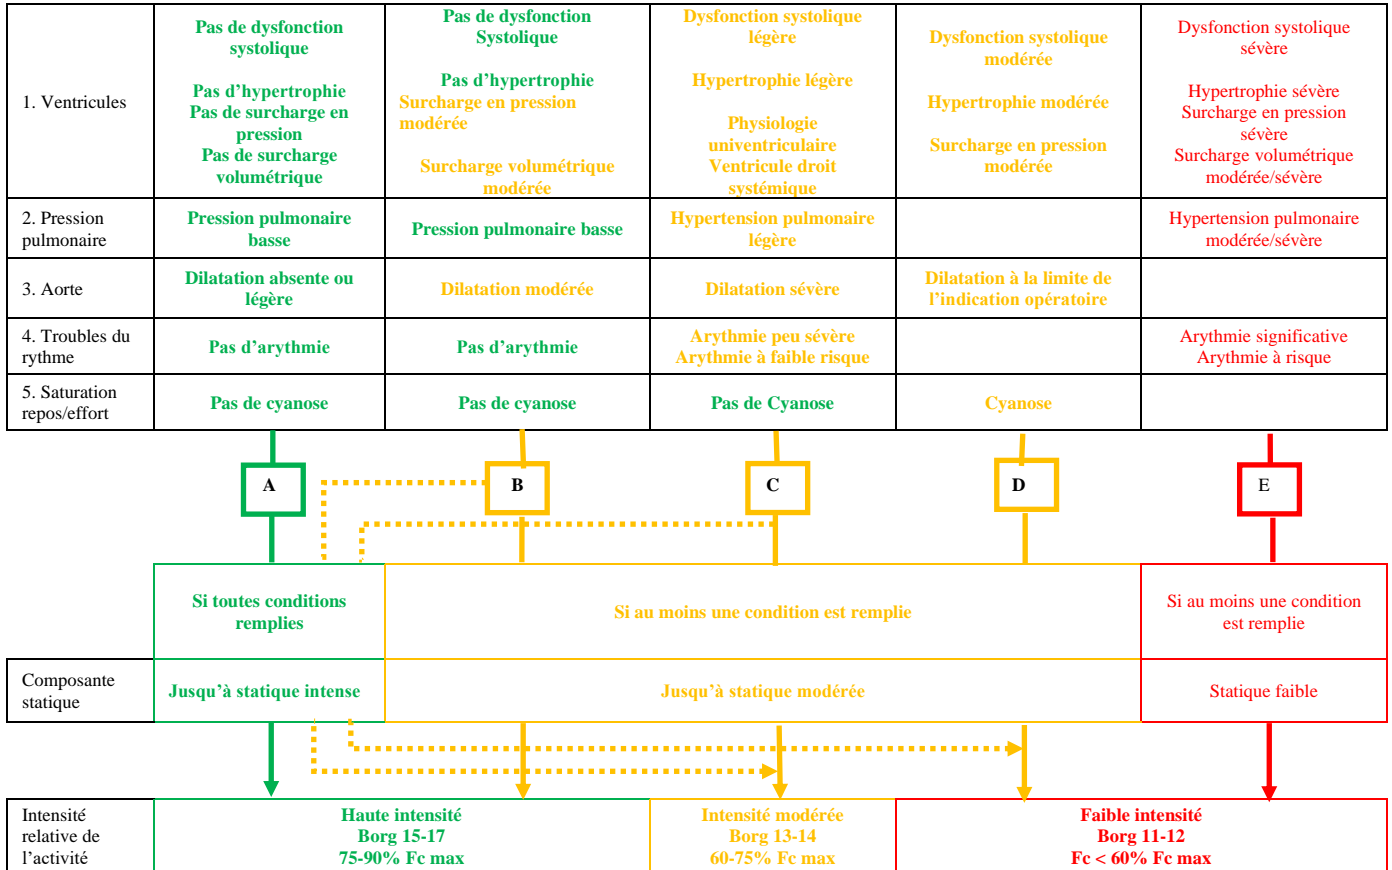 1. Ventricules
Pas de dysfonction
systolique
Pas d’hypertrophie
Pas de surcharge en
pression
Pas de surcharge
volumétrique
Pas de dysfonction
Systolique
Pas d’hypertrophie
Surcharge en pression
modérée
Surcharge volumétrique
modérée
Dysfonction systolique
légère
Hypertrophie légère
Physiologie
univentriculaire
Ventricule droit
systémique
Dysfonction systolique
modérée
Hypertrophie modérée
Surcharge en pression
modérée
Dysfonction systolique
sévère
Hypertrophie sévère
Surcharge en pression
sévère
Surcharge volumétrique
modérée/sévère
2. Pression
pulmonaire
Pression pulmonaire
basse
Pression pulmonaire basse
Hypertension pulmonaire
légère
Hypertension pulmonaire
modérée/sévère
3. Aorte
Dilatation absente ou
légère
Dilatation modérée
Dilatation sévère
Dilatation à la limite de
l’indication opératoire
4. Troubles du
rythme
Pas d’arythmie
Pas d’arythmie
Arythmie peu sévère
Arythmie à faible risque
Arythmie significative
Arythmie à risque
5. Saturation
repos/effort
Pas de cyanose
Pas de cyanose
Pas de Cyanose
Cyanose
A
B
C
D
E
Si toutes conditions
remplies
Si au moins une condition est remplie
Si au moins une condition
est remplie
Composante
statique
Jusqu’à statique intense
Jusqu’à statique modérée
Statique faible
Intensité
relative de
l’activité
Haute intensité
Borg 15-17
75-90% Fc max
Intensité modérée
Borg 13-14
60-75% Fc max
Faible intensité
Borg 11-12
Fc < 60% Fc max